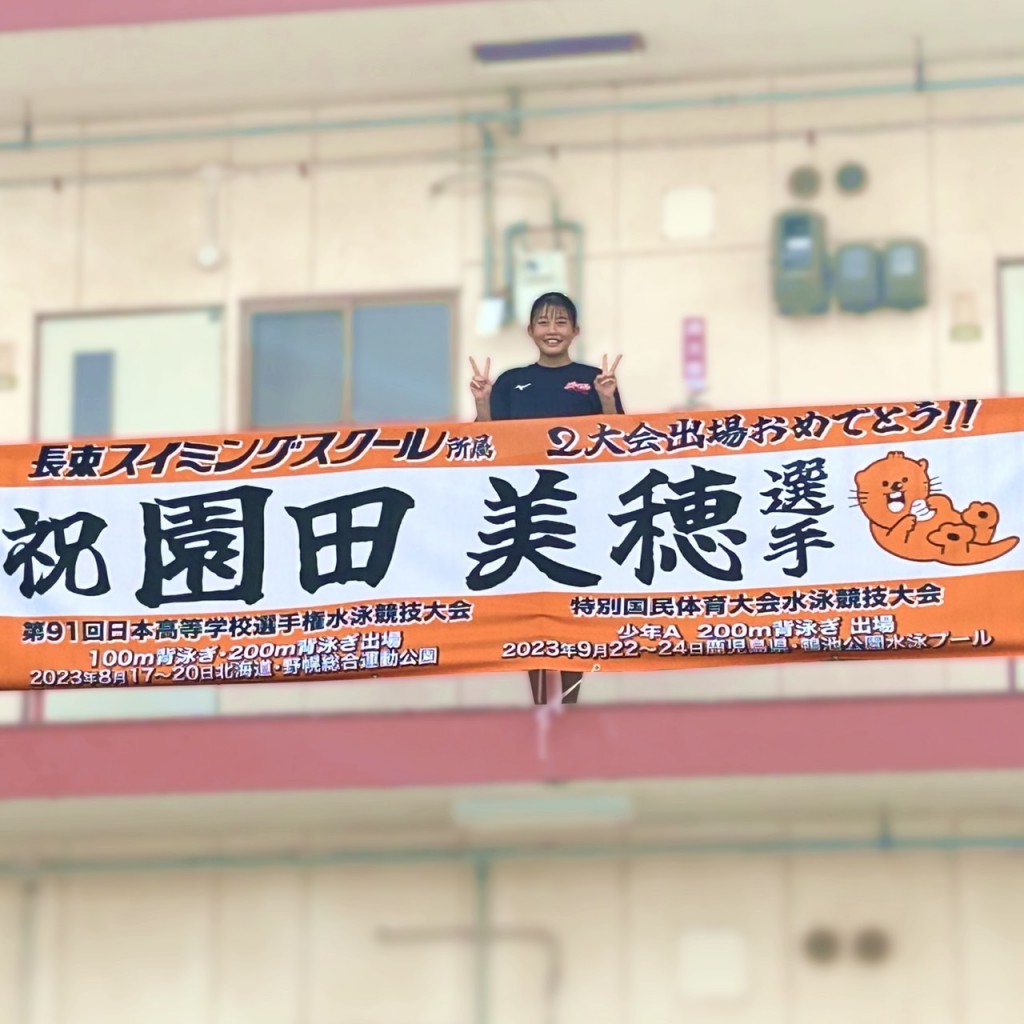 長束スイミングスクール所属 2大会出場おめでとう!!
祝 園田 美穂 選手
第91回日本高等学校選手権水泳競技大会
100m背泳ぎ・200m背泳ぎ出場
2023年8月17〜20日北海道・野幌総合運動公園
特別国民体育大会水泳競技大会
少年A 200m背泳ぎ 出場
2023年9月22〜24日鹿児島県・鴨池公園水泳プール